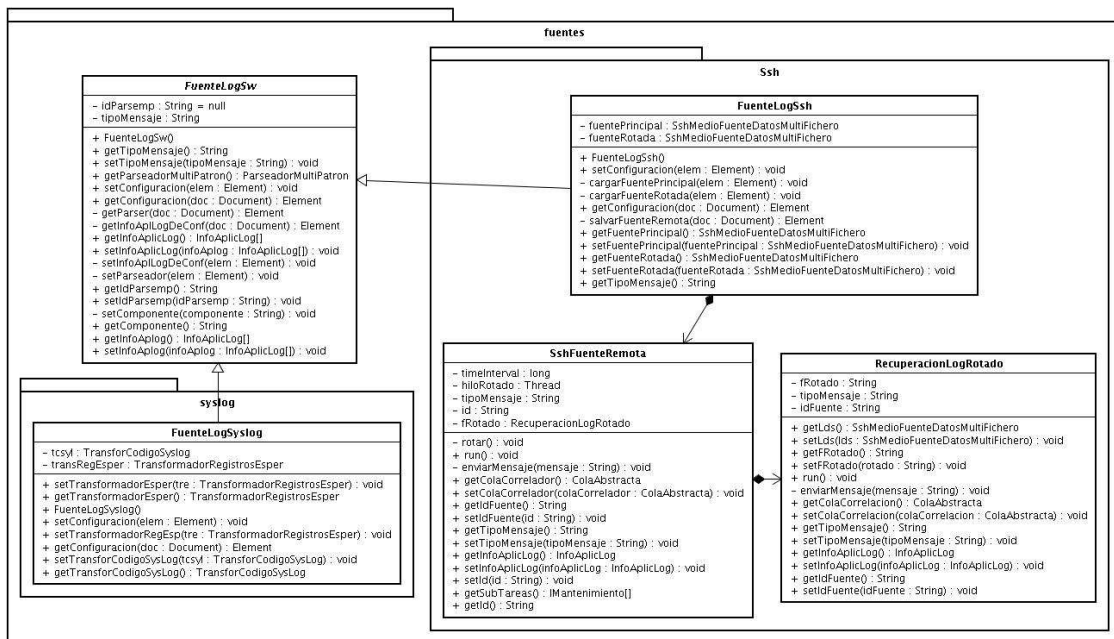 fuentes
FuenteLogSw
- idParsemp : String = null
- tipoMensaje : String
+ FuenteLogSw()
+ getTipoMensaje() : String
+ setTipoMensaje(tipoMensaje : String) : void
+ getParseadorMultiPatron() : ParseadorMultiPatron
+ setConfiguracion(elem : Element) : void
+ getConfiguracion(doc : Document) : Element
- getParser(doc : Document) : Element
- getInfoAplLogDeConf(doc : Document) : Element
+ getInfoAplicLog() : InfoAplicLog[]
+ setInfoAplicLog(infoAplog : InfoAplicLog[]) : void
- setInfoAplLogDeConf(elem : Element) : void
- setParseador(elem : Element) : void
+ getIdParsemp() : String
+ setIdParsemp(idParsemp : String) : void
- setComponente(componente : String) : void
+ getComponente() : String
+ getInfoAplog() : InfoAplicLog[]
+ setInfoAplog(infoAplog : InfoAplicLog[]) : void
syslog
FuenteLogSyslog
- tcsyl : TransforCodigoSyslog
- transRegEsper : TransformadorRegistrosEsper
+ setTransformadorEsper(tre : TransformadorRegistrosEsper) : void
+ getTransformadorEsper() : TransformadorRegistrosEsper
+ FuenteLogSyslog()
+ setConfiguracion(elem : Element) : void
+ setTransformadorRegEsp(tre : TransformadorRegistrosEsper) : void
+ getConfiguracion(doc : Document) : Element
+ setTransforCodigoSysLog(tcsyl : TransforCodigoSysLog) : void
+ getTransforCodigoSysLog() : TransforCodigoSysLog
Ssh
FuenteLogSsh
- fuentePrincipal : SshMedioFuenteDatosMultiFichero
- fuenteRotada : SshMedioFuenteDatosMultiFichero
+ FuenteLogSsh()
+ setConfiguracion(elem : Element) : void
- cargarFuentePrincipal(elem : Element) : void
- cargarFuenteRotada(elem : Element) : void
+ getConfiguracion(doc : Document) : Element
- salvarFuenteRemota(doc : Document) : Element
+ getFuentePrincipal() : SshMedioFuenteDatosMultiFichero
+ setFuentePrincipal(fuentePrincipal : SshMedioFuenteDatosMultiFichero) : void
+ getFuenteRotada() : SshMedioFuenteDatosMultiFichero
+ setFuenteRotada(fuenteRotada : SshMedioFuenteDatosMultiFichero) : void
+ getTipoMensaje() : String
SshFuenteRemota
- timeInterval : long
- hiloRotado : Thread
- tipoMensaje : String
- id : String
- fRotado : RecuperacionLogRotado
- rotar() : void
+ run() : void
- enviarMensaje(mensaje : String) : void
+ getColaCorrelador() : ColaAbstracta
+ setColaCorrelador(colaCorrelador : ColaAbstracta) : void
+ getIdFuente() : String
+ setIdFuente(id : String) : void
+ getTipoMensaje() : String
+ setTipoMensaje(tipoMensaje : String) : void
+ getInfoAplicLog() : InfoAplicLog
+ setInfoAplicLog(infoAplicLog : InfoAplicLog) : void
+ setId(id : String) : void
+ getSubTareas() : IMantenimiento[]
+ getId() : String
RecuperacionLogRotado
- fRotado : String
- tipoMensaje : String
- idFuente : String
+ getLds() : SshMedioFuenteDatosMultiFichero
+ setLds(lds : SshMedioFuenteDatosMultiFichero) : void
+ getFRotado() : String
+ setFRotado(rotado : String) : void
+ run() : void
- enviarMensaje(mensaje : String) : void
+ getColaCorrelacion() : ColaAbstracta
+ setColaCorrelacion(colaCorrelacion : ColaAbstracta) : void
+ getTipoMensaje() : String
+ setTipoMensaje(tipoMensaje : String) : void
+ getInfoAplicLog() : InfoAplicLog
+ setInfoAplicLog(infoAplicLog : InfoAplicLog) : void
+ getIdFuente() : String
+ setIdFuente(idFuente : String) : void